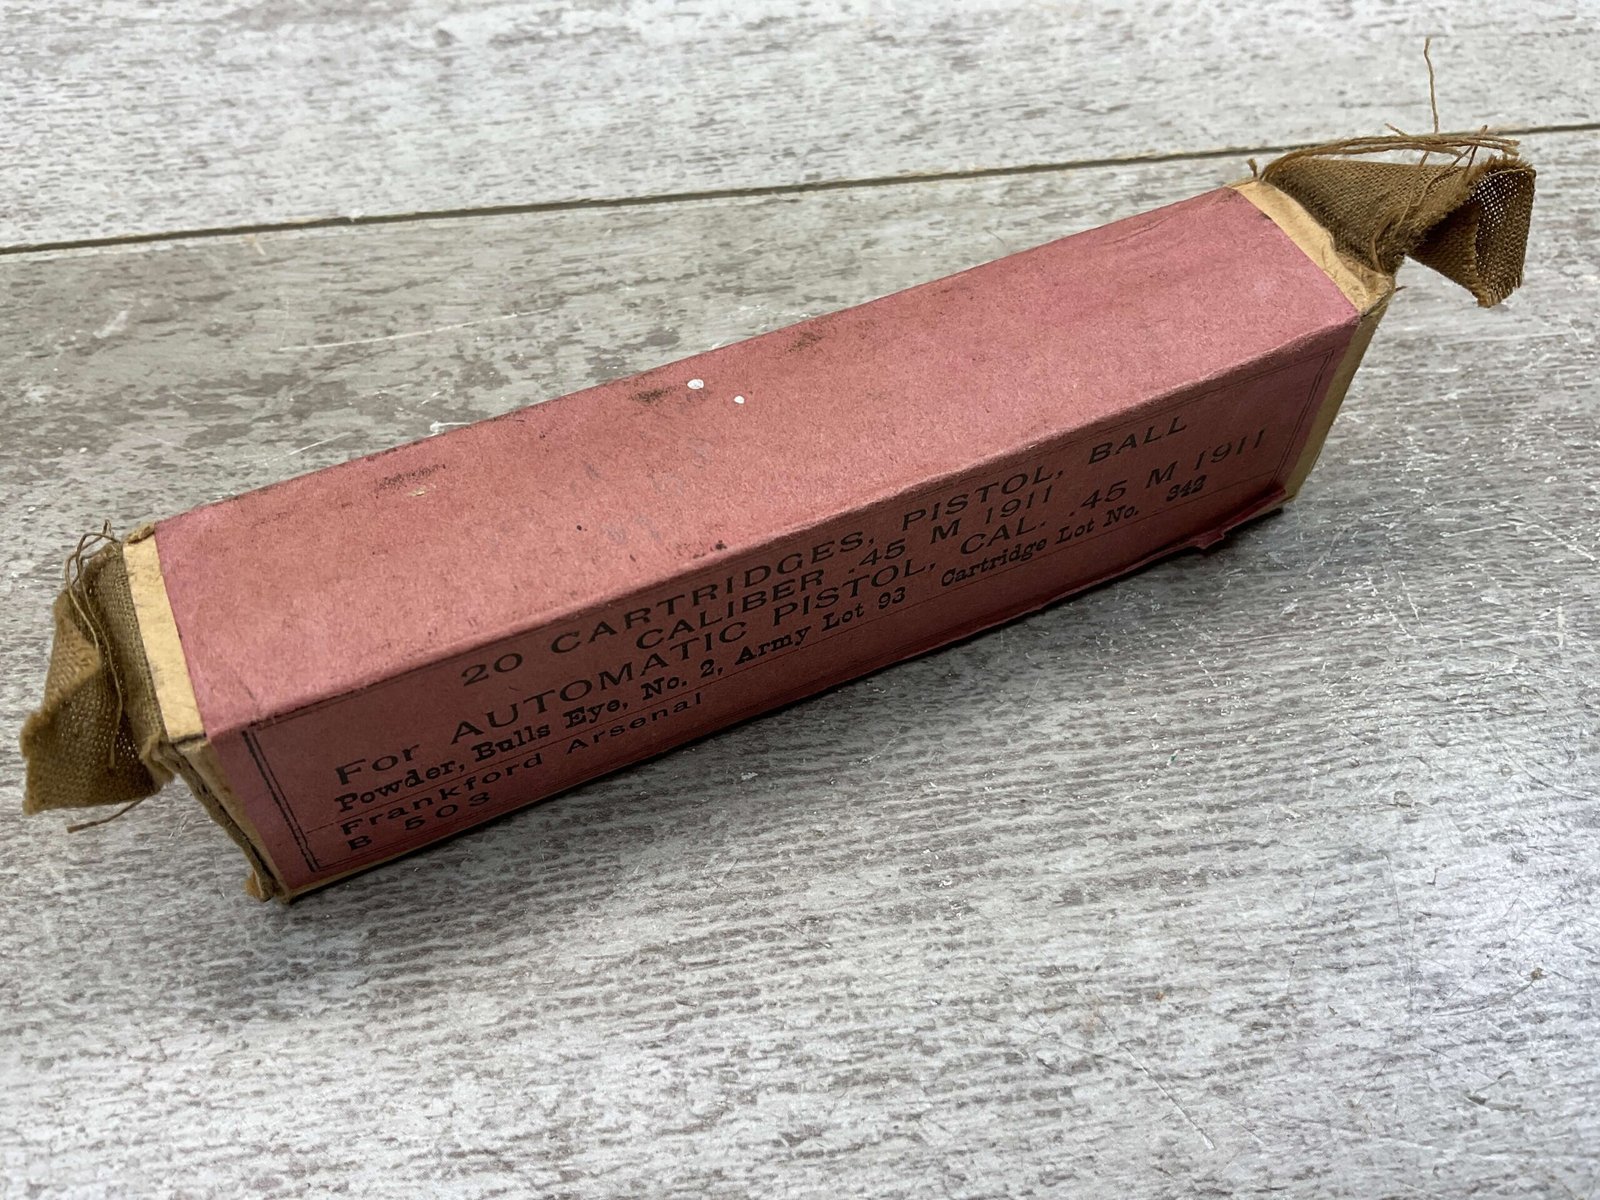 20 CARTRIDGES, PISTOL, BALL
CALIBER .45 M 1911
For AUTOMATIC PISTOL, CAL. .45 M 1911
Powder, Bulls Eye, No. 2, Army Lot 93 Cartridge Lot No. 342
Frankford Arsenal
B 503